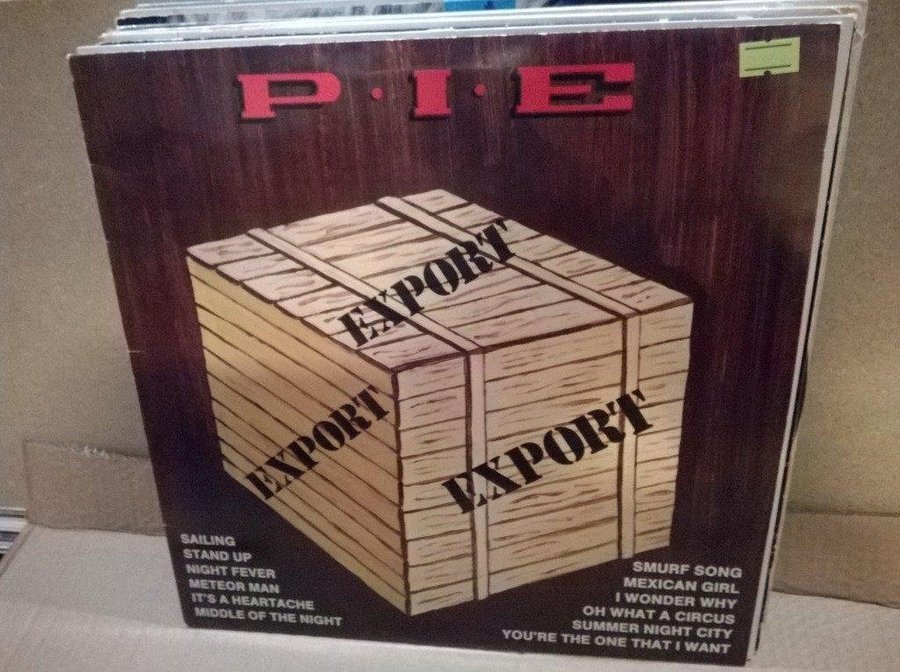 P·I·E
EXPORT
EXPORT
EXPORT
SAILING
STAND UP
NIGHT FEVER
METEOR MAN
IT'S A HEARTACHE
MIDDLE OF THE NIGHT
SMURF SONG
MEXICAN GIRL
I WONDER WHY
OH WHAT A CIRCUS
SUMMER NIGHT CITY
YOU'RE THE ONE THAT I WANT